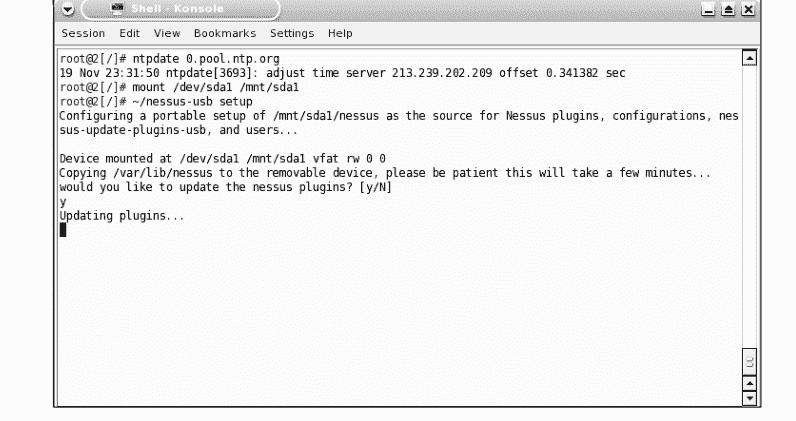 Shell - Konsole
Session Edit View Bookmarks Settings Help
root@2[/]# ntpdate 0.pool.ntp.org
19 Nov 23:31:50 ntpdate[3693]: adjust time server 213.239.202.209 offset 0.341382 sec
root@2[/]# mount /dev/sda1 /mnt/sda1
root@2[/]# ~/nessus-usb setup
Configuring a portable setup of /mnt/sda1/nessus as the source for Nessus plugins, configurations, nes
sus-update-plugins-usb, and users...
Device mounted at /dev/sda1 /mnt/sda1 vfat rw 0 0
Copying /var/lib/nessus to the removable device, please be patient this will take a few minutes...
would you like to update the nessus plugins? [y/N]
y
Updating plugins...